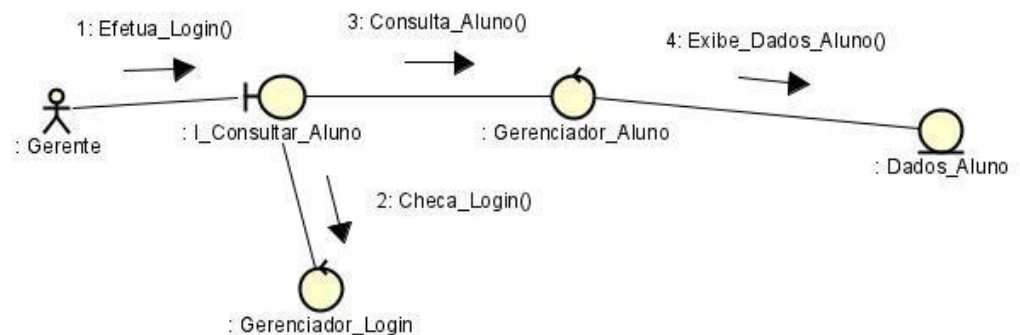 1: Efetua_Login()
3: Consulta_Aluno()
4: Exibe_Dados_Aluno()
: Gerente
: I_Consultar_Aluno
: Gerenciador_Aluno
: Dados_Aluno
2: Checa_Login()
: Gerenciador_Login